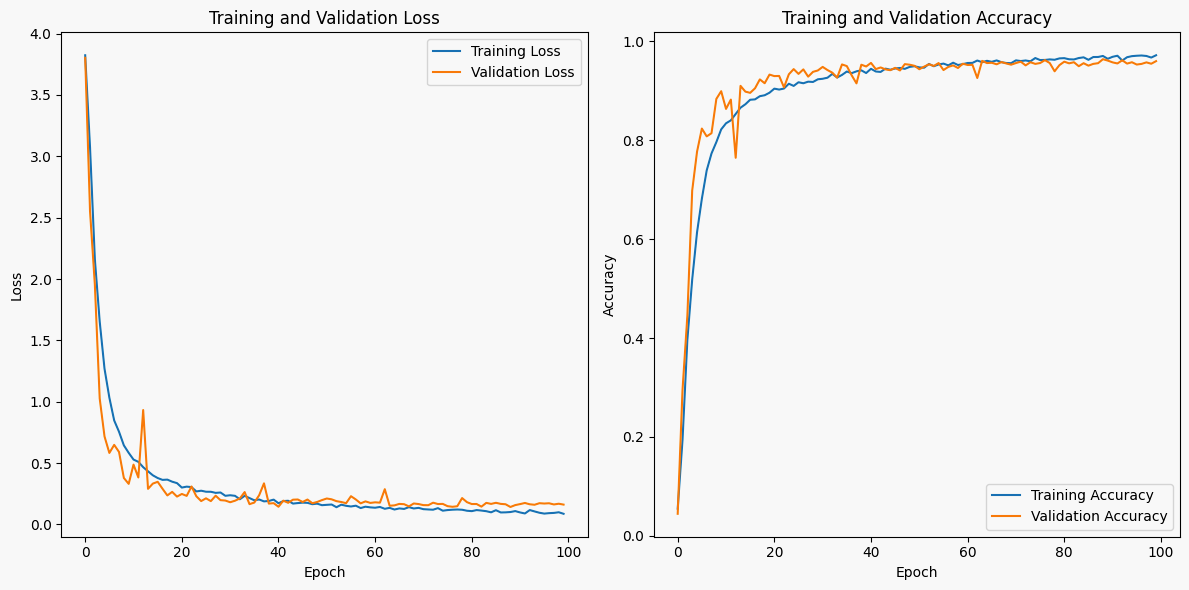 Training and Validation Loss
4.0
3.5
3.0
2.5
2.0
1.5
1.0
0.5
0.0
Loss
0 20 40 60 80 100
Epoch
Training Loss
Validation Loss
Training and Validation Accuracy
1.0
0.8
0.6
0.4
0.2
0.0
Accuracy
0 20 40 60 80 100
Epoch
Training Accuracy
Validation Accuracy